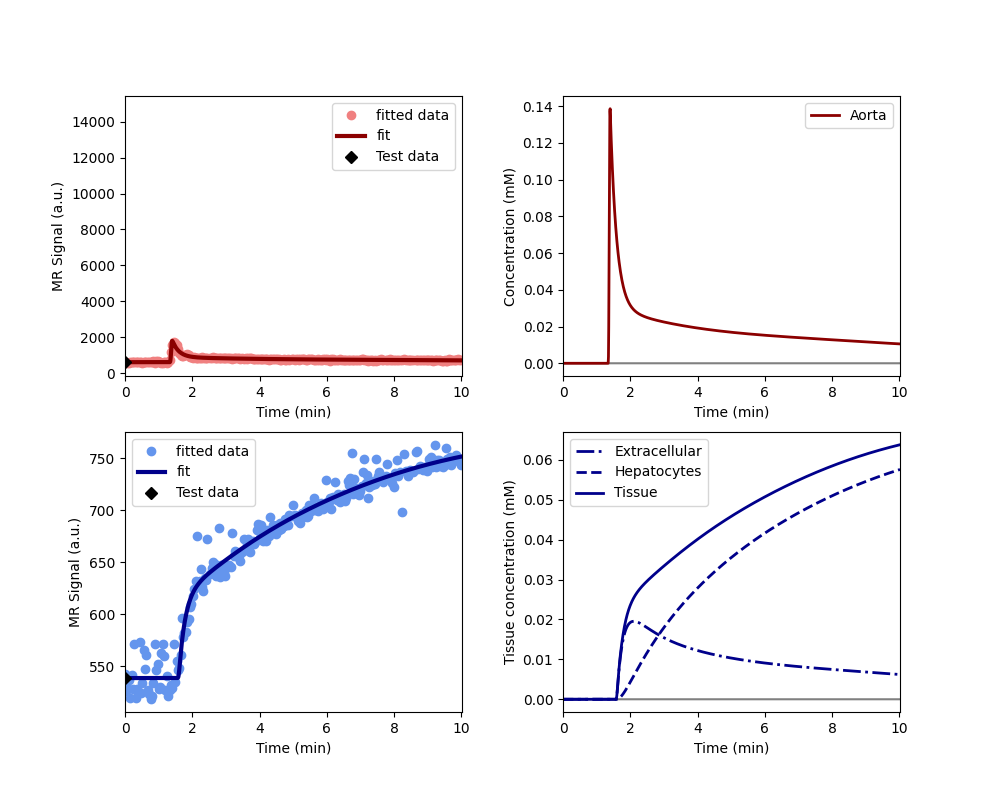 MR Signal (a.u.)
14000
12000
10000
8000
6000
4000
2000
0
fitted data
fit
Test data
0 2 4 6 8 10
Time (min)
Concentration (mM)
0.14
0.12
0.10
0.08
0.06
0.04
0.02
0.00
Aorta
0 2 4 6 8 10
Time (min)
MR Signal (a.u.)
750
700
650
600
550
fitted data
fit
Test data
0 2 4 6 8 10
Time (min)
Tissue concentration (mM)
0.06
0.05
0.04
0.03
0.02
0.01
0.00
Extracellular
Hepatocytes
Tissue
0 2 4 6 8 10
Time (min)